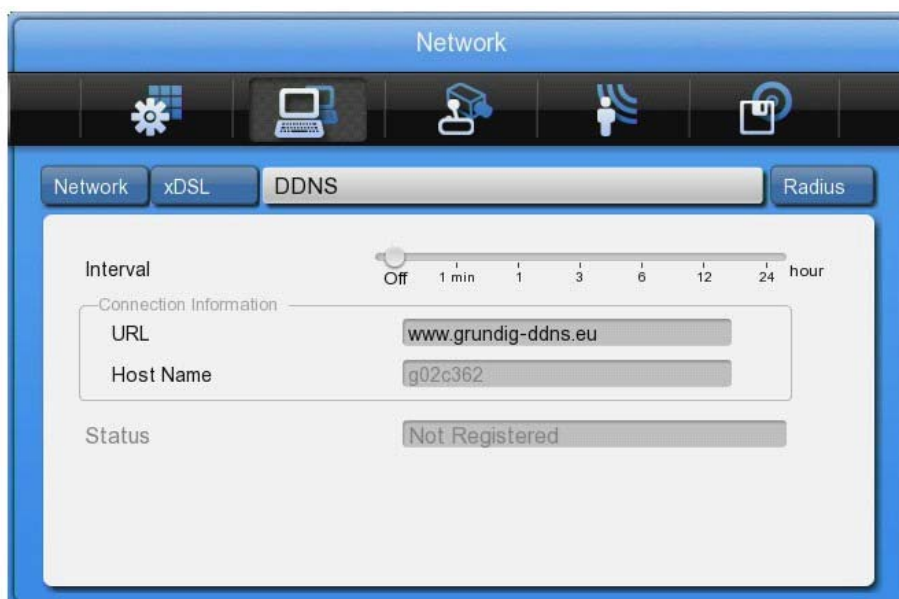 Network
Network xDSL DDNS Radius
Interval
Off 1 min 1 3 6 12 24 hour
Connection Information
URL www.grundig-ddns.eu
Host Name g02c362
Status Not Registered